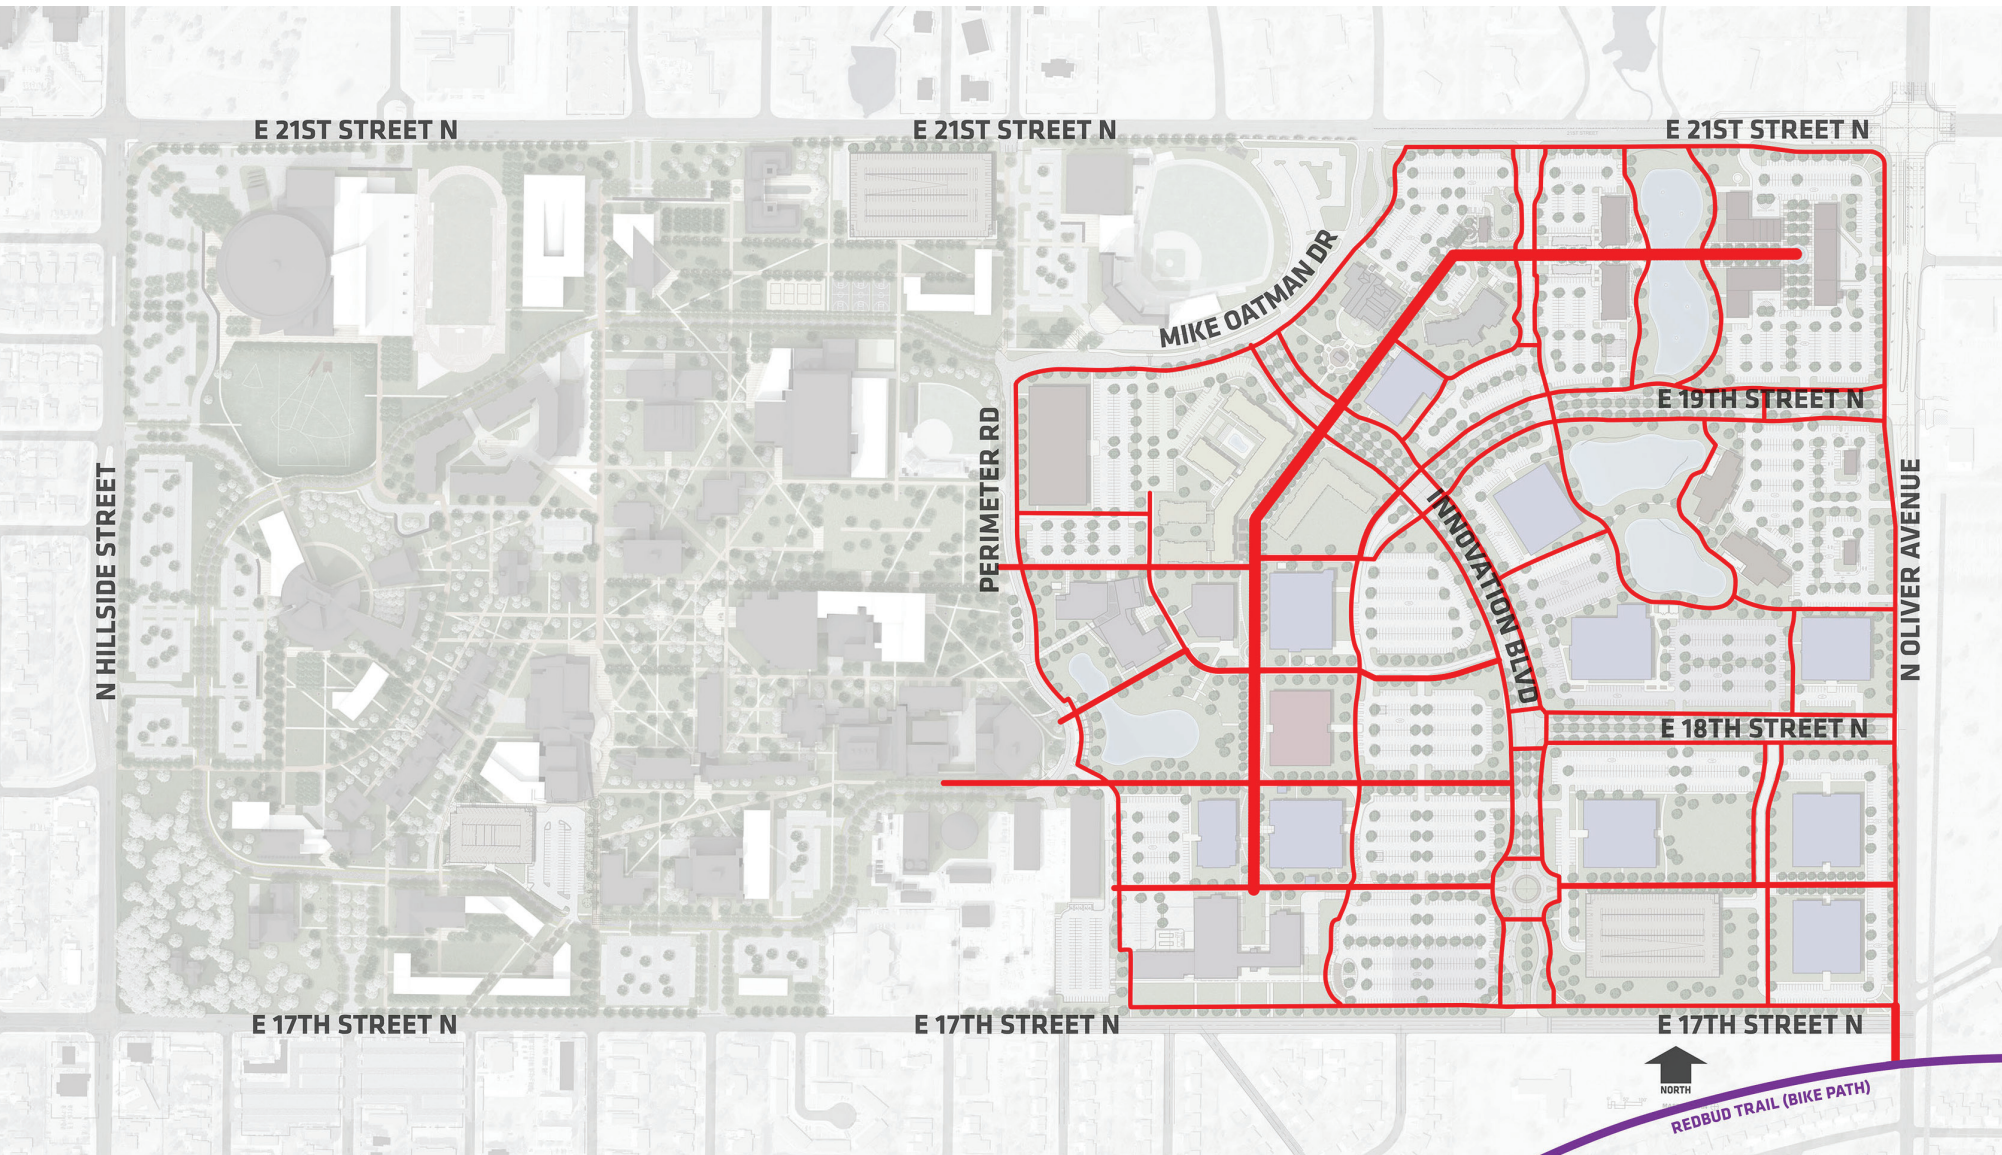 E 21ST STREET N
E 21ST STREET N
E 21ST STREET N
MIKE OATMAN DR
E 19TH STREET N
PERIMETER RD
N HILLSIDE STREET
INNOVATION BLVD
N OLIVER AVENUE
E 18TH STREET N
E 17TH STREET N
E 17TH STREET N
E 17TH STREET N
NORTH
REDBUD TRAIL (BIKE PATH)